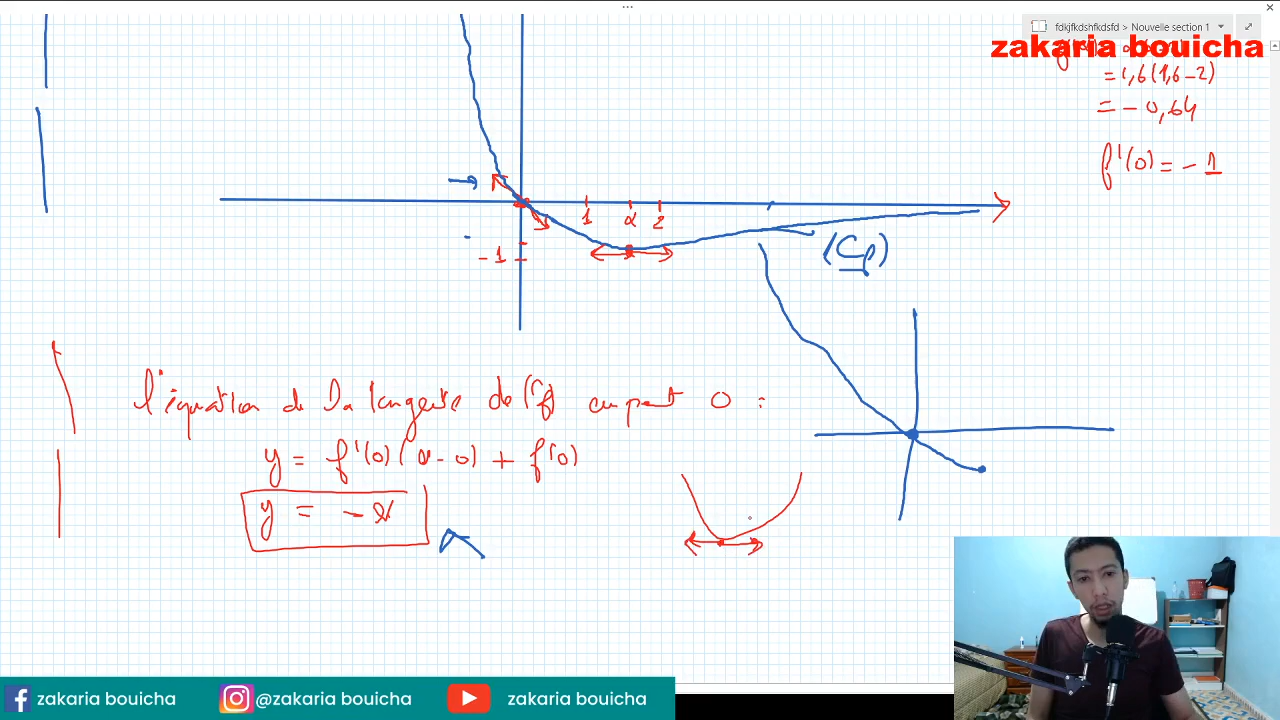 fdkjfkdshfkdsfd > Nouvelle section 1
zakaria bouicha
= 1,6(1,6-2)
= - 0,64
f'(0) = - 1
1 α 2
- 1
(Cf)
l'équation de la tangente de (Cf) au point 0 :
y = f'(0)(x-0) + f(0)
y = -x
zakaria bouicha
@zakaria bouicha
zakaria bouicha